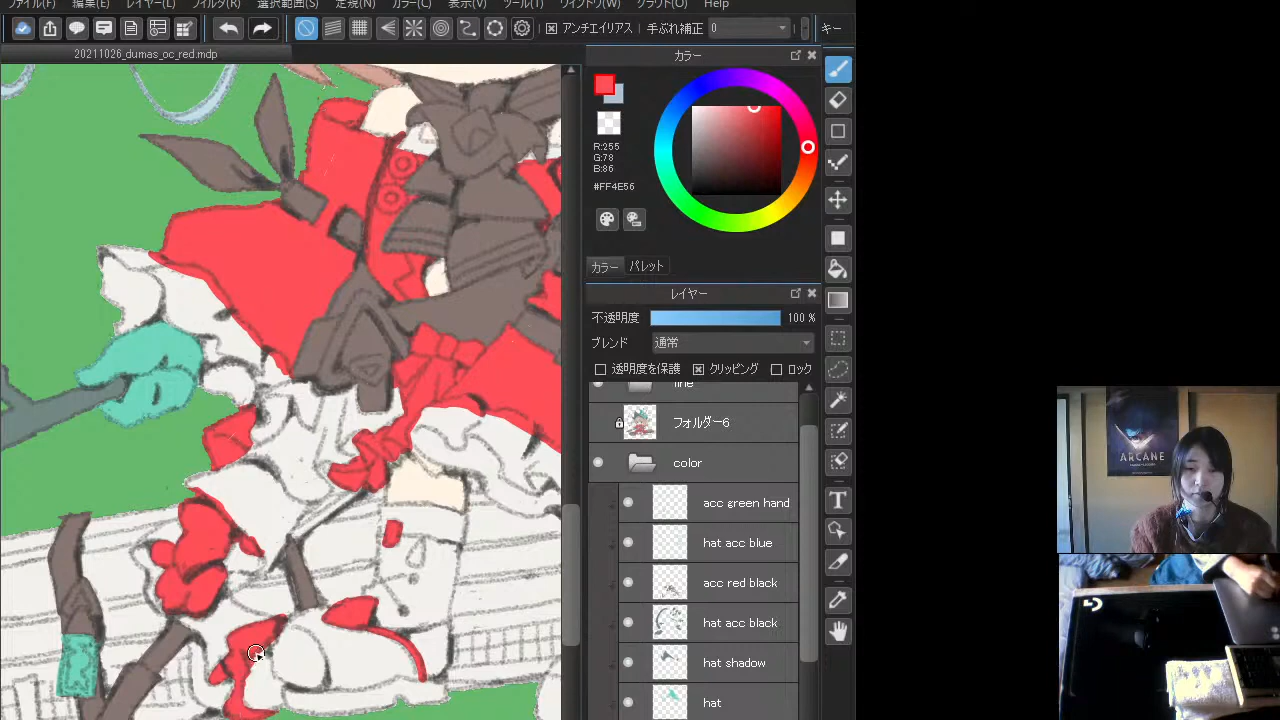 ファイル(F) 編集(E) レイヤー(L) フィルタ(R) 選択範囲(S) 定規(N) カラー(C) 表示(V) ツール(T) ウィンドウ(W) クラウド(O) Help
アンチエイリアス 手ぶれ補正 0 キー
20211026_dumas_oc_red.mdp
カラー
R:255
G:78
B:86
#FF4E56
カラー パレット
レイヤー
不透明度 100 %
ブレンド 通常
透明度を保護 クリッピング ロック
line
フォルダー6
color
acc green hand
hat acc blue
acc red black
hat acc black
hat shadow
hat
T
ARCANE